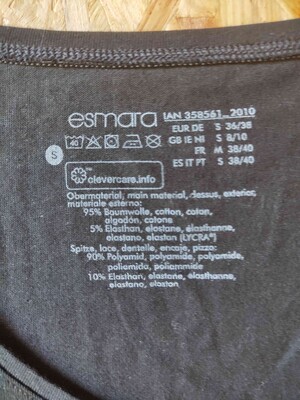 esmara
IAN 358561_2010
EUR DE S 36/38
GB IE NI S 8/10
FR M 38/40
ES IT PT S 38/40
40
S
clevercare.info
Obermaterial, main material, dessus, exterior,
materiale esterno:
95% Baumwolle, cotton, coton,
algodón, cotone
5% Elasthan, elastane, élasthanne,
elastano, elastan (LYCRA®)
Spitze, lace, dentelle, encaje, pizzo:
90% Polyamid, polyamide, polyamide,
poliamida, poliammide
10% Elasthan, elastane, élasthanne,
elastano, elastan